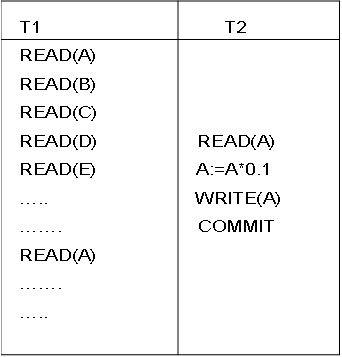 T1 T2
READ(A)
READ(B)
READ(C)
READ(D) READ(A)
READ(E) A:=A*0.1
..... WRITE(A)
....... COMMIT
READ(A)
.......
.....